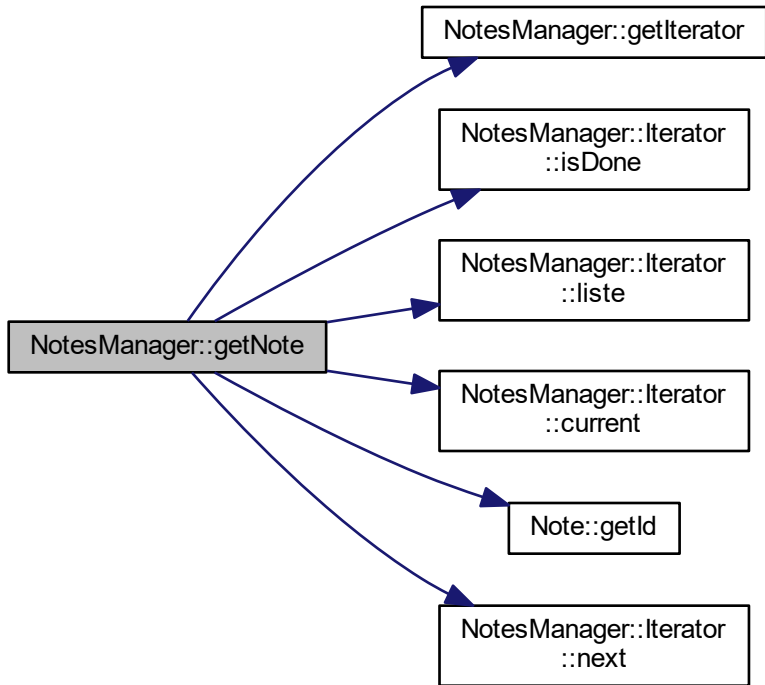 NotesManager::getIterator
NotesManager::Iterator
::isDone
NotesManager::Iterator
::liste
NotesManager::getNote
NotesManager::Iterator
::current
Note::getId
NotesManager::Iterator
::next